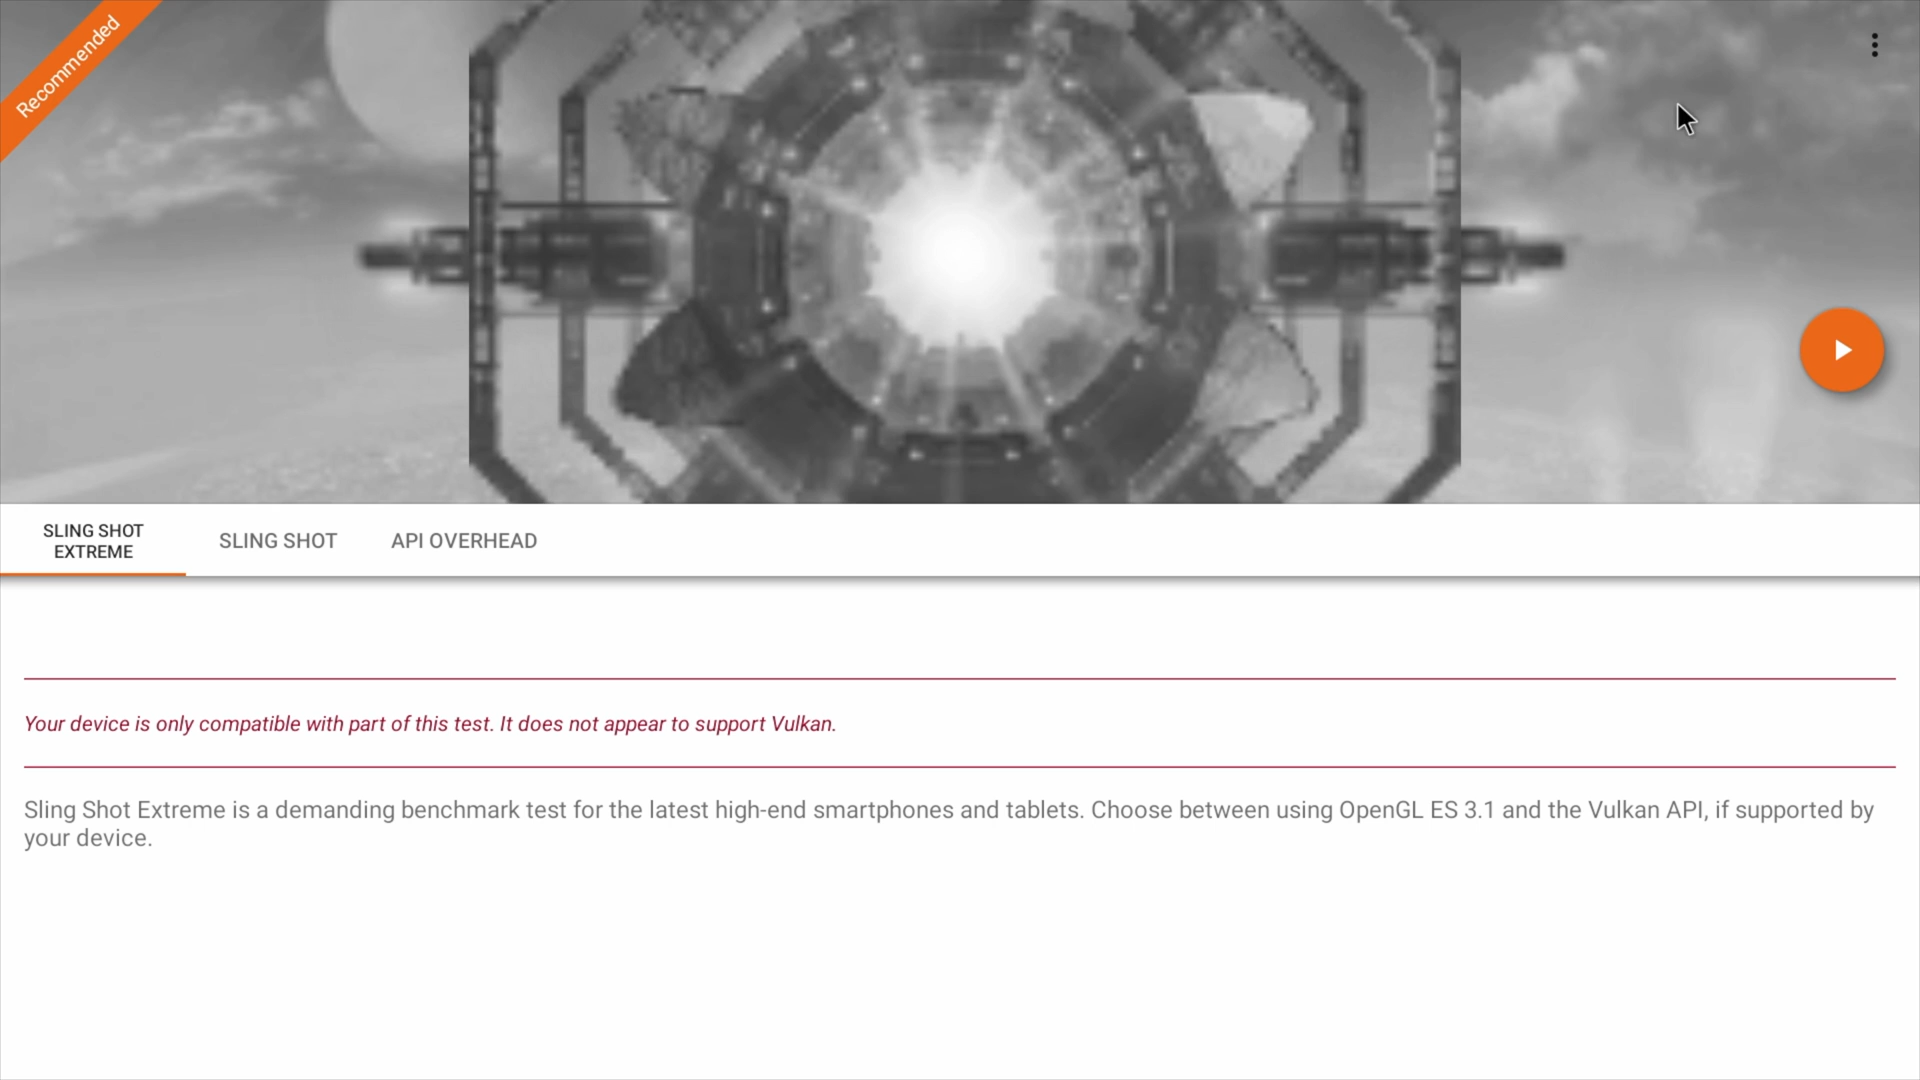 Recommended
SLING SHOT
EXTREME
SLING SHOT
API OVERHEAD
Your device is only compatible with part of this test. It does not appear to support Vulkan.
Sling Shot Extreme is a demanding benchmark test for the latest high-end smartphones and tablets. Choose between using OpenGL ES 3.1 and the Vulkan API, if supported by
your device.